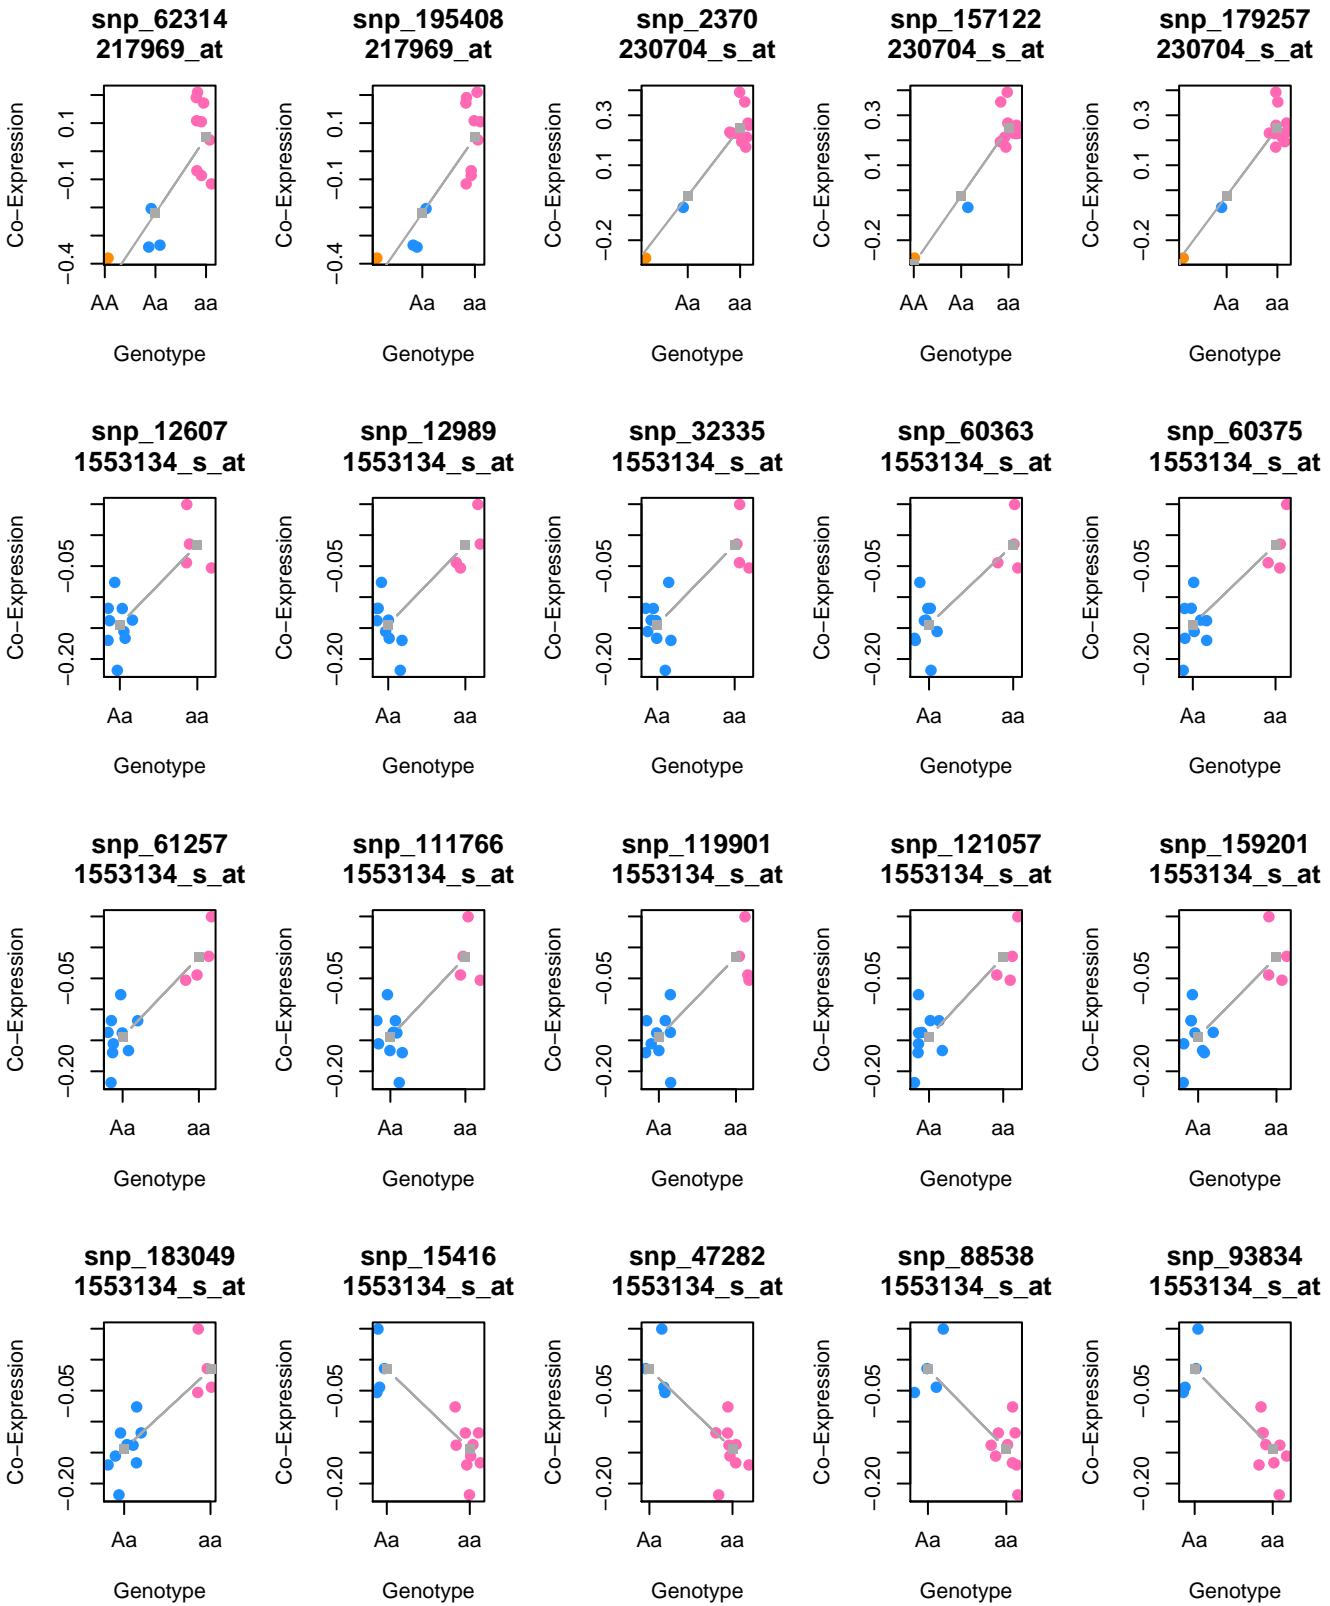 snp_62314
217969_at
Co−Expression
0.1
−0.1
−0.4
AA Aa aa
Genotype
snp_195408
217969_at
Co−Expression
0.1
−0.1
−0.4
Aa aa
Genotype
snp_2370
230704_s_at
Co−Expression
0.3
0.1
−0.2
Aa aa
Genotype
snp_157122
230704_s_at
Co−Expression
0.3
0.1
−0.2
AA Aa aa
Genotype
snp_179257
230704_s_at
Co−Expression
0.3
0.1
−0.2
Aa aa
Genotype
snp_12607
1553134_s_at
Co−Expression
−0.05
−0.20
Aa aa
Genotype
snp_12989
1553134_s_at
Co−Expression
−0.05
−0.20
Aa aa
Genotype
snp_32335
1553134_s_at
Co−Expression
−0.05
−0.20
Aa aa
Genotype
snp_60363
1553134_s_at
Co−Expression
−0.05
−0.20
Aa aa
Genotype
snp_60375
1553134_s_at
Co−Expression
−0.05
−0.20
Aa aa
Genotype
snp_61257
1553134_s_at
Co−Expression
−0.05
−0.20
Aa aa
Genotype
snp_111766
1553134_s_at
Co−Expression
−0.05
−0.20
Aa aa
Genotype
snp_119901
1553134_s_at
Co−Expression
−0.05
−0.20
Aa aa
Genotype
snp_121057
1553134_s_at
Co−Expression
−0.05
−0.20
Aa aa
Genotype
snp_159201
1553134_s_at
Co−Expression
−0.05
−0.20
Aa aa
Genotype
snp_183049
1553134_s_at
Co−Expression
−0.05
−0.20
Aa aa
Genotype
snp_15416
1553134_s_at
Co−Expression
−0.05
−0.20
Aa aa
Genotype
snp_47282
1553134_s_at
Co−Expression
−0.05
−0.20
Aa aa
Genotype
snp_88538
1553134_s_at
Co−Expression
−0.05
−0.20
Aa aa
Genotype
snp_93834
1553134_s_at
Co−Expression
−0.05
−0.20
Aa aa
Genotype